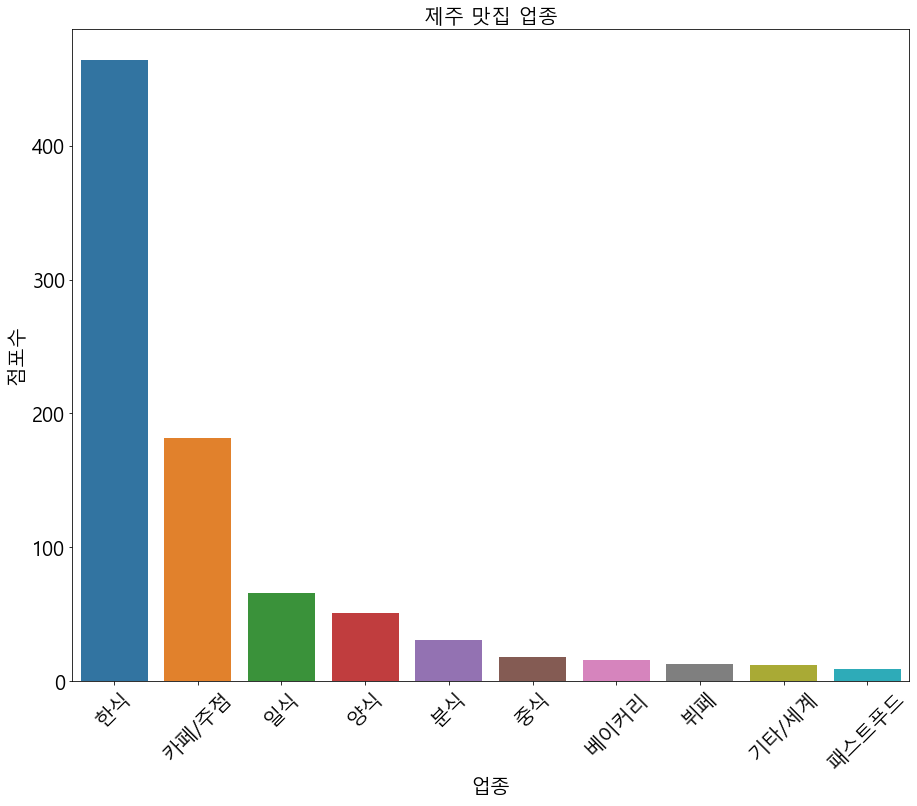 제주 맛집 업종
점포수
400
300
200
100
0
한식
카페/주점
일식
양식
분식
중식
베이커리
뷔페
기타/세계
패스트푸드
업종